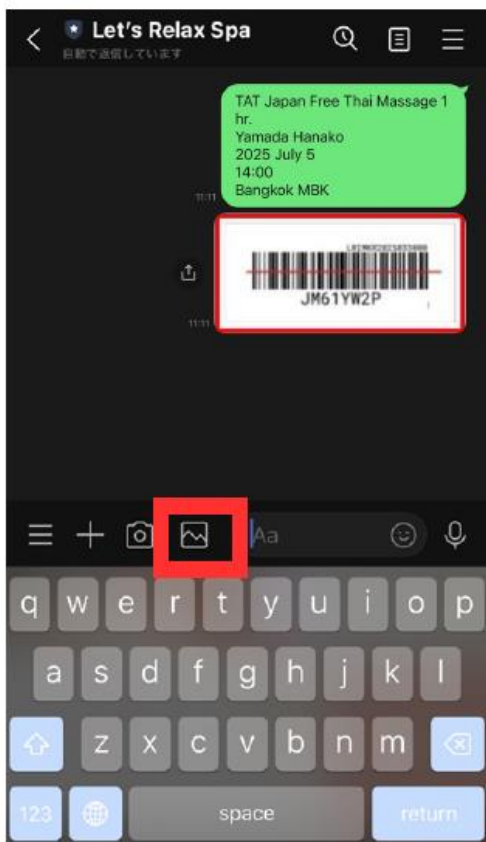 Let's Relax Spa
自動で返信しています
TAT Japan Free Thai Massage 1
hr.
Yamada Hanako
2025 July 5
14:00
Bangkok MBK
11:11
JM61YW2P
11:11
Aa
q w e r t y u i o p
a s d f g h j k l
z x c v b n m
123 space return